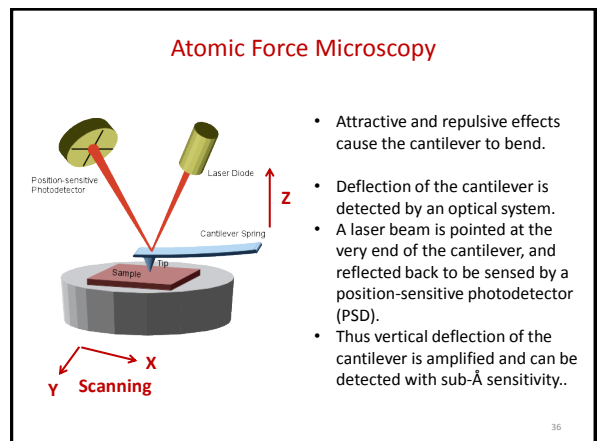 Atomic Force Microscopy
Position-sensitive
Photodetector
Laser Diode
Z
Cantilever Spring
Tip
Sample
X
Y
Scanning
• Attractive and repulsive effects
cause the cantilever to bend.
• Deflection of the cantilever is
detected by an optical system.
• A laser beam is pointed at the
very end of the cantilever, and
reflected back to be sensed by a
position-sensitive photodetector
(PSD).
• Thus vertical deflection of the
cantilever is amplified and can be
detected with sub-Å sensitivity..
36